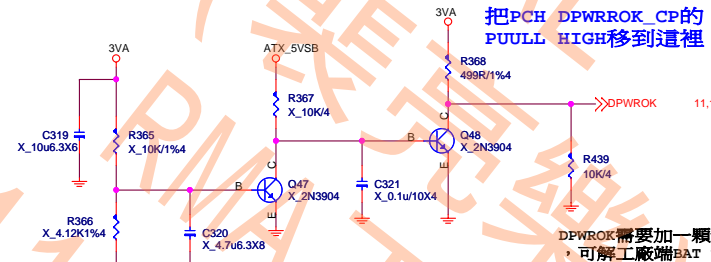 把PCH DPWRROK_CP的
PUULL HIGH移到這裡
3VA
3VA
ATX_5VSB
R368
499R/1%4
R367
X_10K/4
DPWROK
11,
C319
X_10u6.3X6
R365
X_10K/1%4
C
B
Q48
X_2N3904
E
R439
10K/4
C
B
Q47
X_2N3904
E
C321
X_0.1u/10X4
R366
X_4.12K1%4
C320
X_4.7u6.3X8
DPWROK需要加一顆
,可解工廠端BAT
RMA